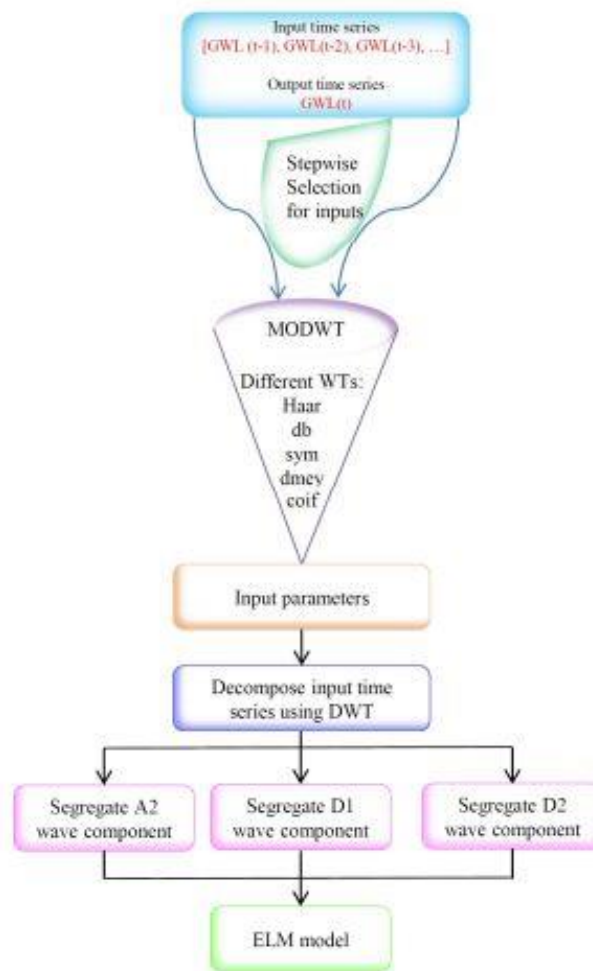 Input time series
[GWL (t-1), GWL(t-2), GWL(t-3), …]
Output time series
GWL(t)
Stepwise
Selection
for inputs
MODWT
Different WTs:
Haar
db
sym
dmey
coif
Input parameters
Decompose input time
series using DWT
Segregate A2
wave component
Segregate D1
wave component
Segregate D2
wave component
ELM model